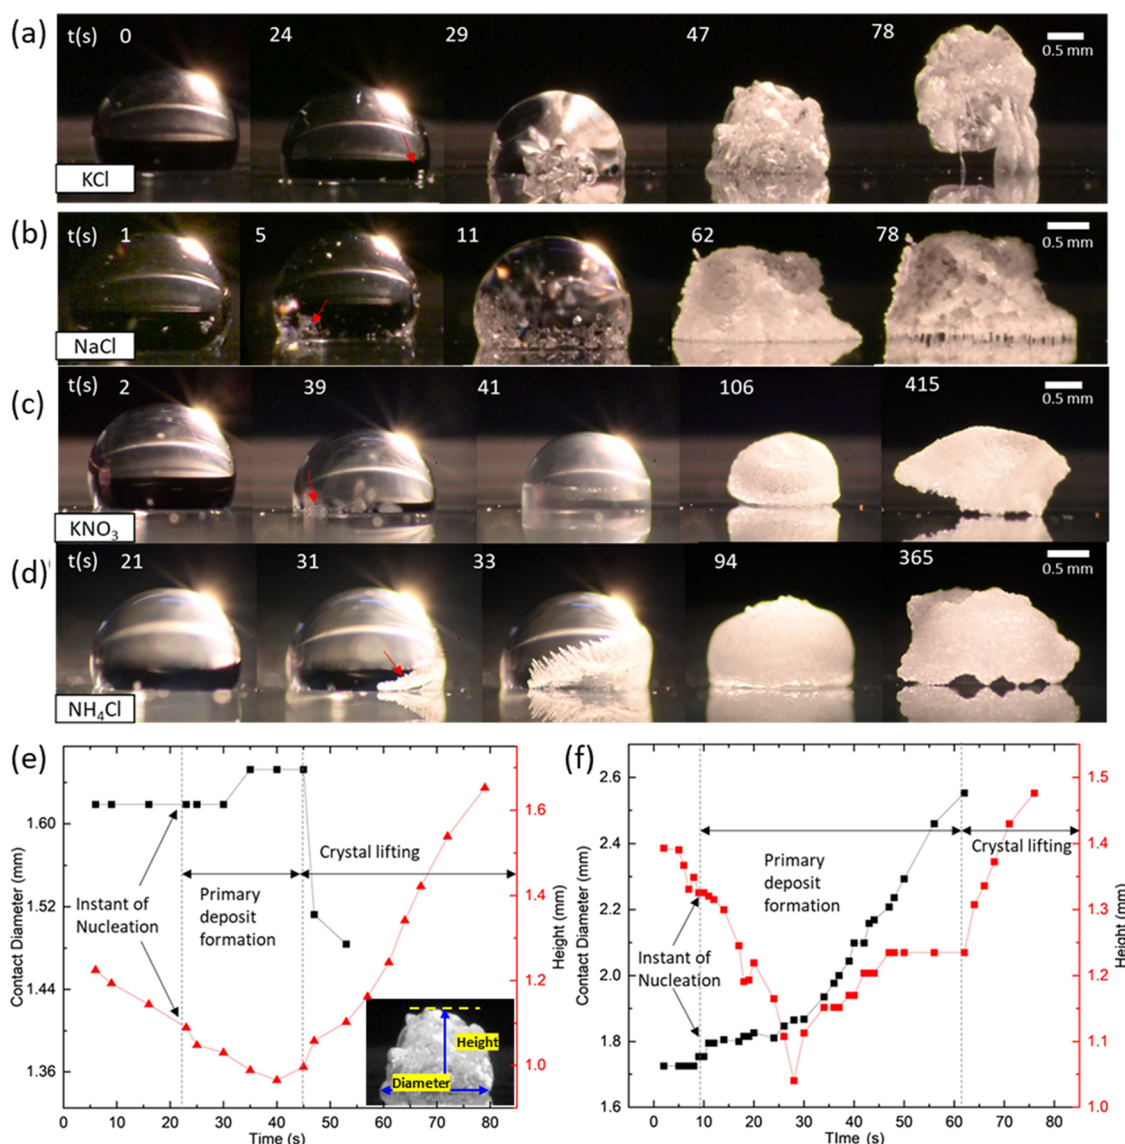 (a)
t(s) 0 24 29 47 78
0.5 mm
KCl
(b)
t(s) 1 5 11 62 78
0.5 mm
NaCl
(c)
t(s) 2 39 41 106 415
0.5 mm
KNO3
(d)
t(s) 21 31 33 94 365
0.5 mm
NH4Cl
(e)
Contact Diameter (mm)
1.60
1.52
1.44
1.36
Instant of
Nucleation
Primary
deposit
formation
Crystal lifting
Height
Diameter
1.6
1.4
1.2
1.0
Height (mm)
0 10 20 30 40 50 60 70 80
Time (s)
(f)
Contact Diameter (mm)
2.6
2.4
2.2
2.0
1.8
1.6
Instant of
Nucleation
Primary
deposit
formation
Crystal lifting
1.5
1.4
1.3
1.2
1.1
1.0
Height (mm)
0 10 20 30 40 50 60 70 80
TIme (s)